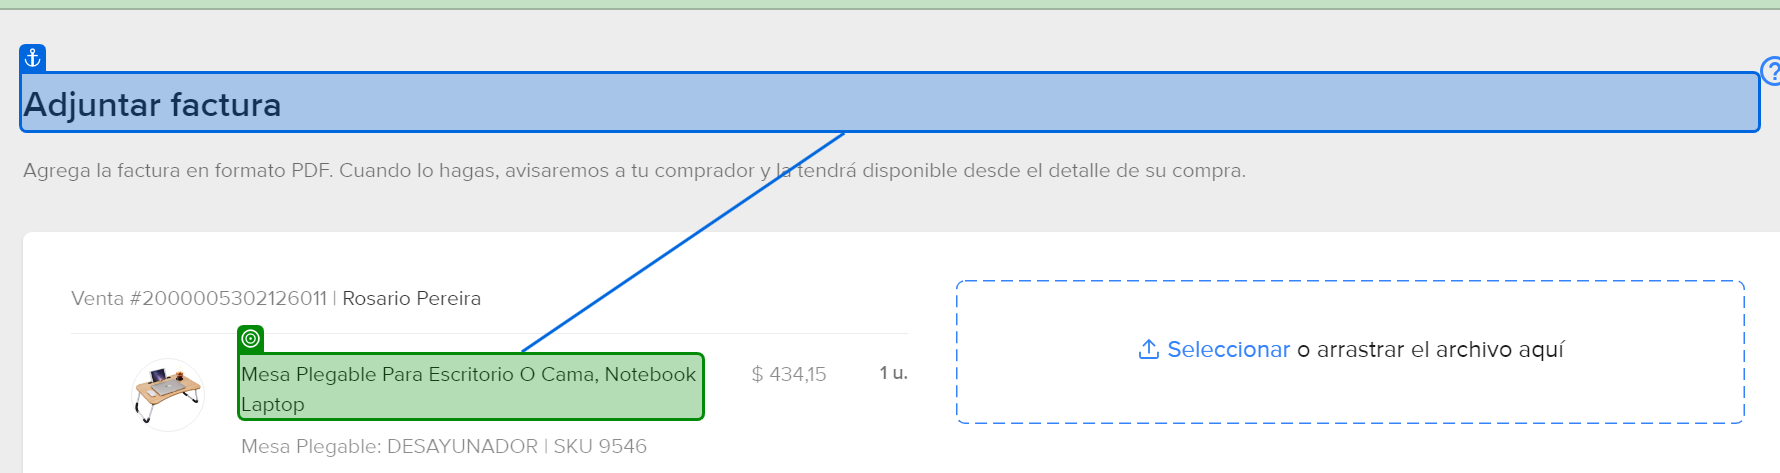 Adjuntar factura
?
Agrega la factura en formato PDF. Cuando lo hagas, avisaremos a tu comprador y la tendrá disponible desde el detalle de su compra.
Venta #2000005302126011 | Rosario Pereira
Mesa Plegable Para Escritorio O Cama, Notebook
Laptop
$ 434,15
1 u.
Mesa Plegable: DESAYUNADOR | SKU 9546
Seleccionar o arrastrar el archivo aquí